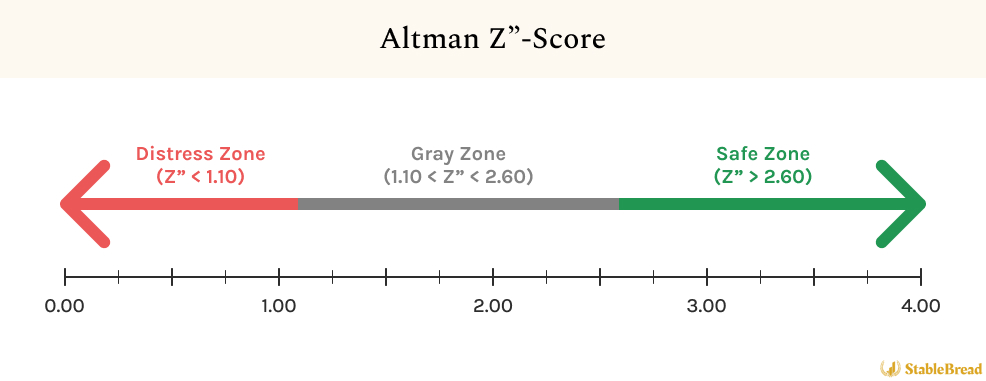 Altman Z”-Score
Distress Zone
(Z” < 1.10)
Gray Zone
(1.10 < Z” < 2.60)
Safe Zone
(Z” > 2.60)
0.00 1.00 2.00 3.00 4.00
StableBread